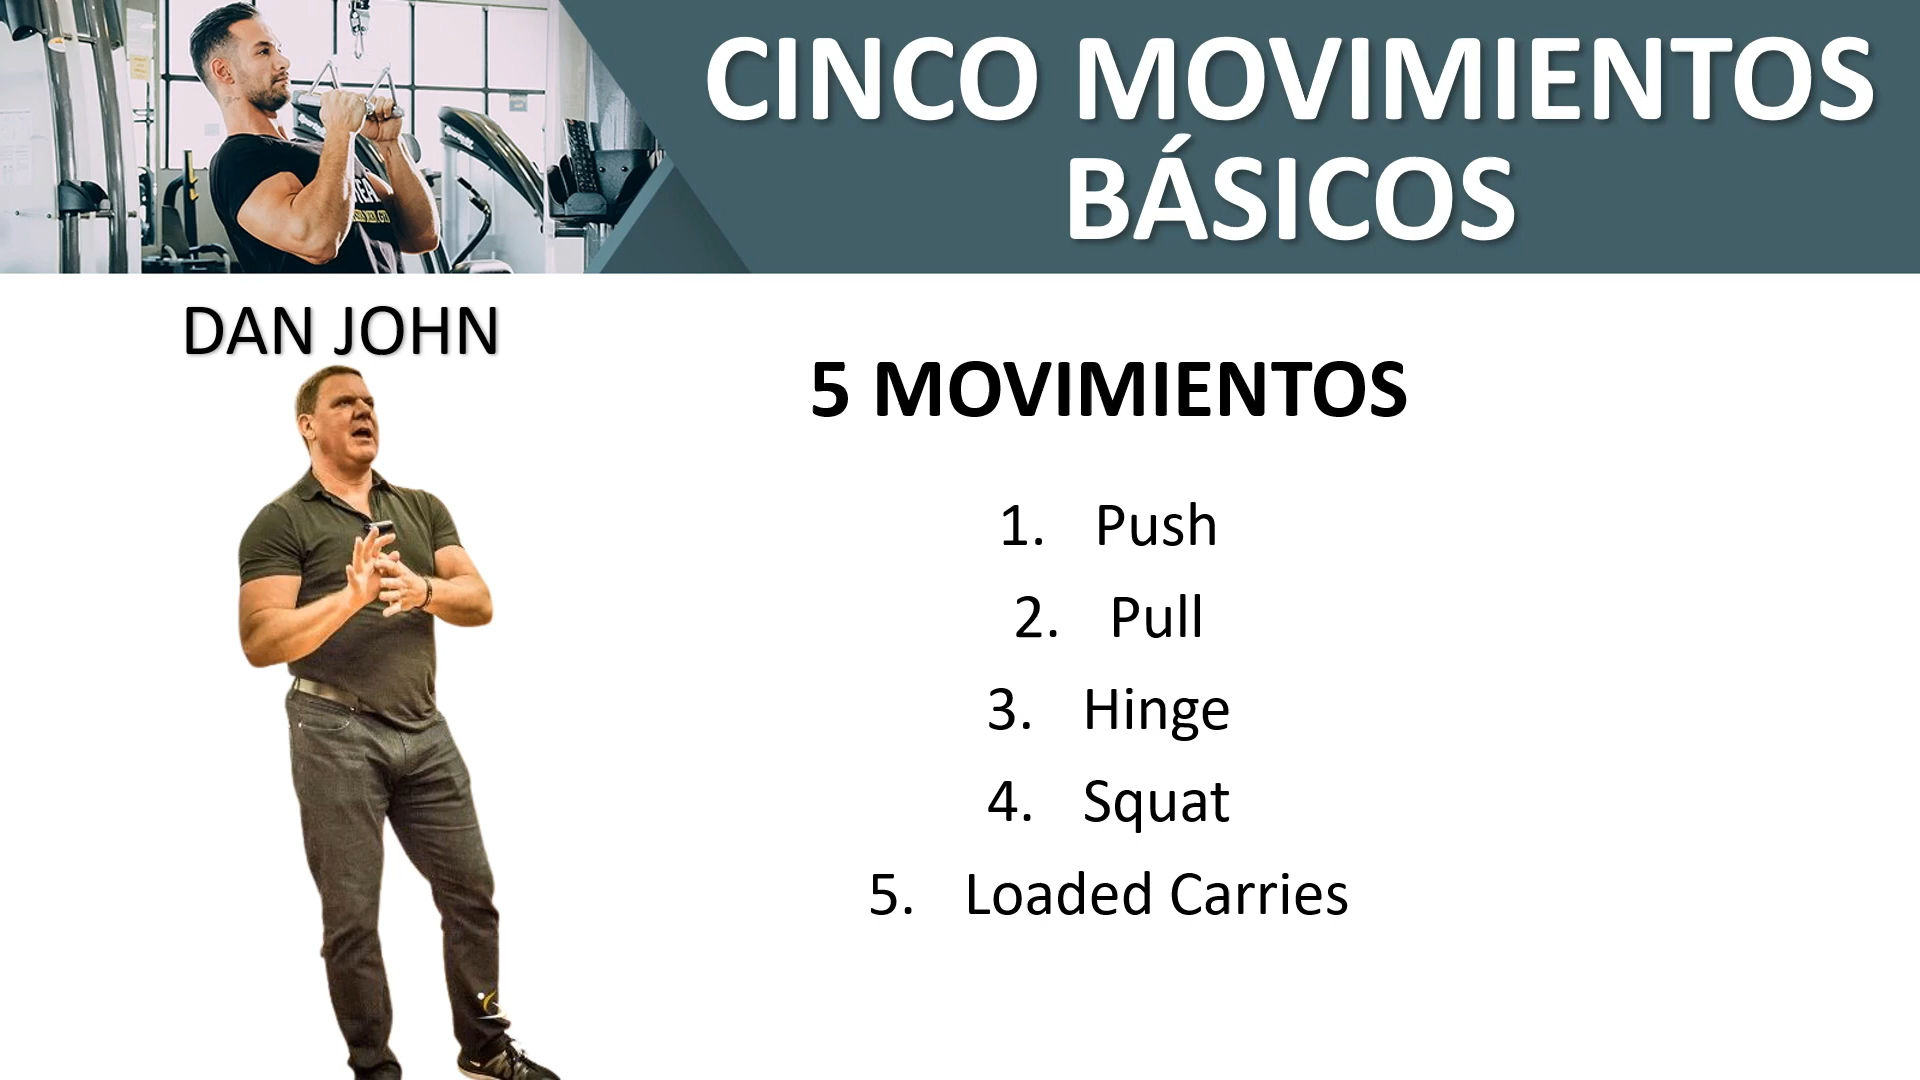 CINCO MOVIMIENTOS
BÁSICOS
DAN JOHN
5 MOVIMIENTOS
1. Push
2. Pull
3. Hinge
4. Squat
5. Loaded Carries